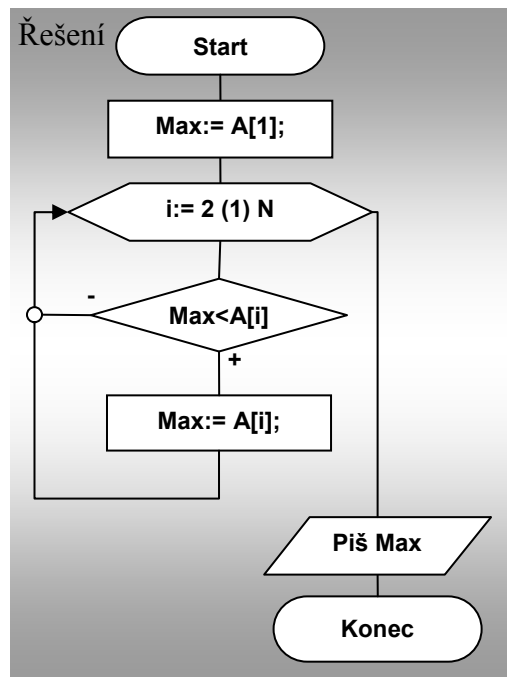 Řešení
Start
Max:= A[1];
i:= 2 (1) N
-
Max<A[i]
+
Max:= A[i];
Piš Max
Konec